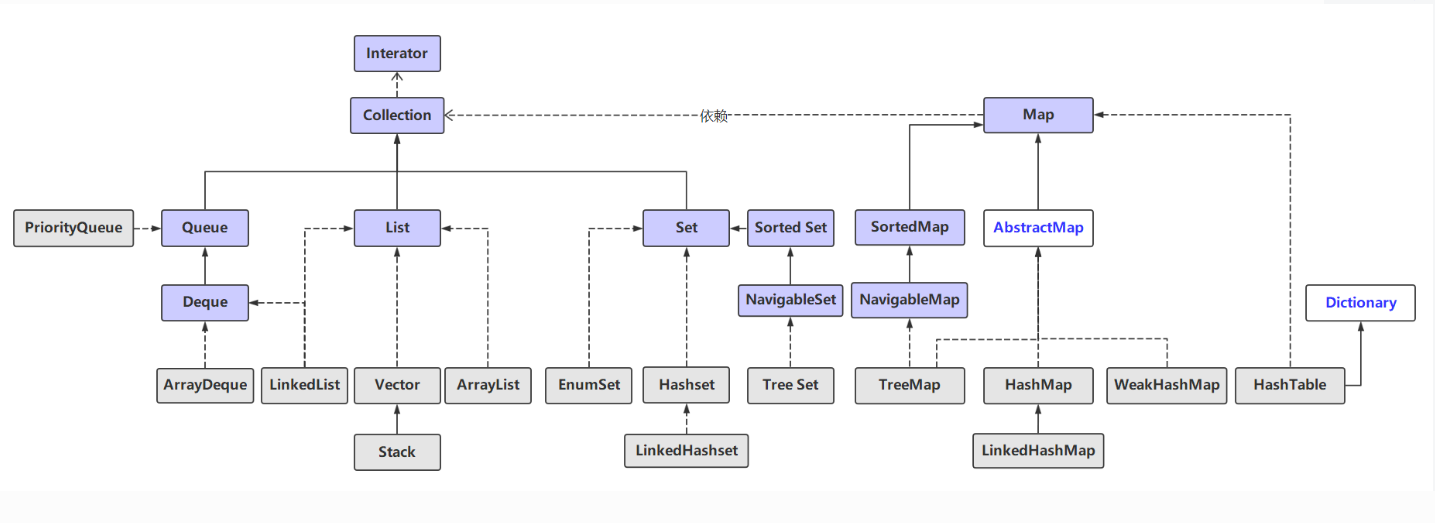 Interator
Collection
依赖
Map
PriorityQueue
Queue
List
Set
Sorted Set
SortedMap
AbstractMap
Deque
NavigableSet
NavigableMap
Dictionary
ArrayDeque
LinkedList
Vector
ArrayList
EnumSet
Hashset
Tree Set
TreeMap
HashMap
WeakHashMap
HashTable
Stack
LinkedHashset
LinkedHashMap